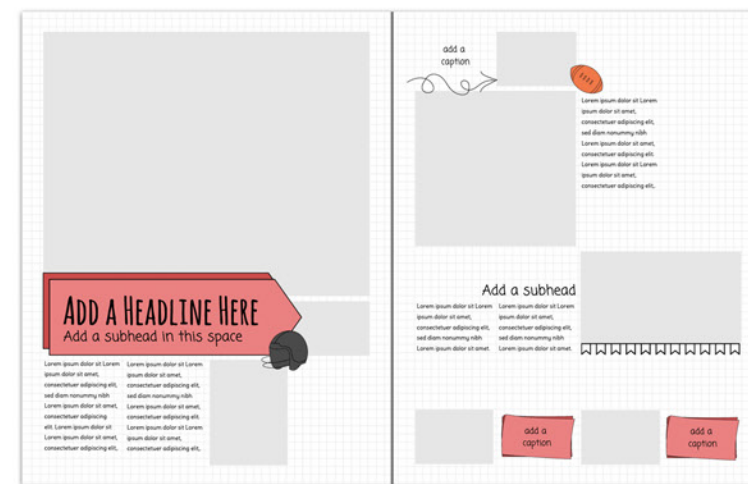 Add a Headline Here
Add a subhead in this space
Lorem ipsum dolor sit Lorem
ipsum dolor sit amet,
consectetuer adipiscing elit,
sed diam nonummy nibh
Lorem ipsum dolor sit amet,
consectetuer adipiscing
elit. Lorem ipsum dolor sit
Lorem ipsum dolor sit amet,
consectetuer adipiscing elit,
Lorem ipsum dolor sit Lorem
ipsum dolor sit amet,
consectetuer adipiscing elit,
sed diam nonummy nibh
Lorem ipsum dolor sit amet,
consectetuer adipiscing elit
Lorem ipsum dolor sit Lorem
ipsum dolor sit amet,
consectetuer adipiscing elit,
add a
caption
Lorem ipsum dolor sit Lorem
ipsum dolor sit amet,
consectetuer adipiscing elit,
sed diam nonummy nibh
Lorem ipsum dolor sit amet,
consectetuer adipiscing elit
Lorem ipsum dolor sit Lorem
ipsum dolor sit amet,
consectetuer adipiscing elit,
Add a subhead
Lorem ipsum dolor sit Lorem
ipsum dolor sit amet,
consectetuer adipiscing elit,
sed diam nonummy nibh
Lorem ipsum dolor sit amet
Lorem ipsum dolor sit Lorem
ipsum dolor sit amet,
consectetuer adipiscing elit,
sed diam nonummy nibh
Lorem ipsum dolor sit amet.
add a
caption
add a
caption